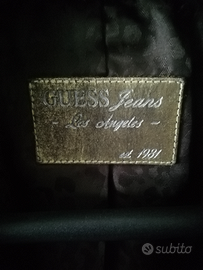 GUESS Jeans
- Los Angeles -
est. 1981
subito